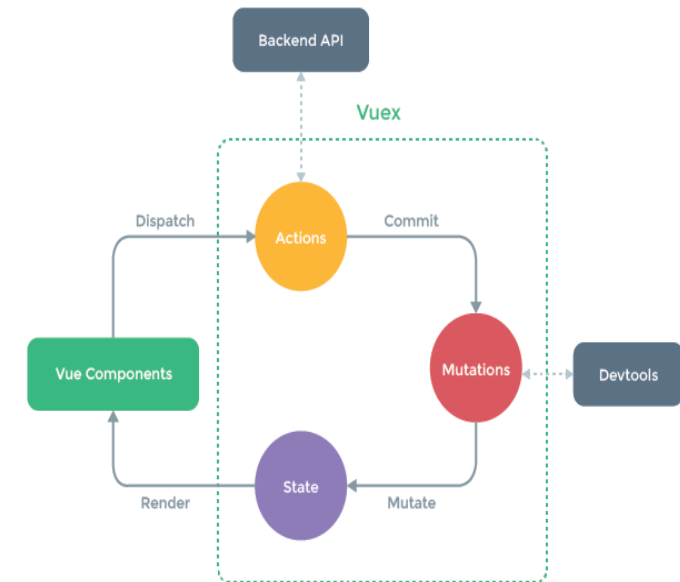 Backend API
Vuex
Dispatch
Commit
Actions
Vue Components
Mutations
Devtools
State
Render
Mutate